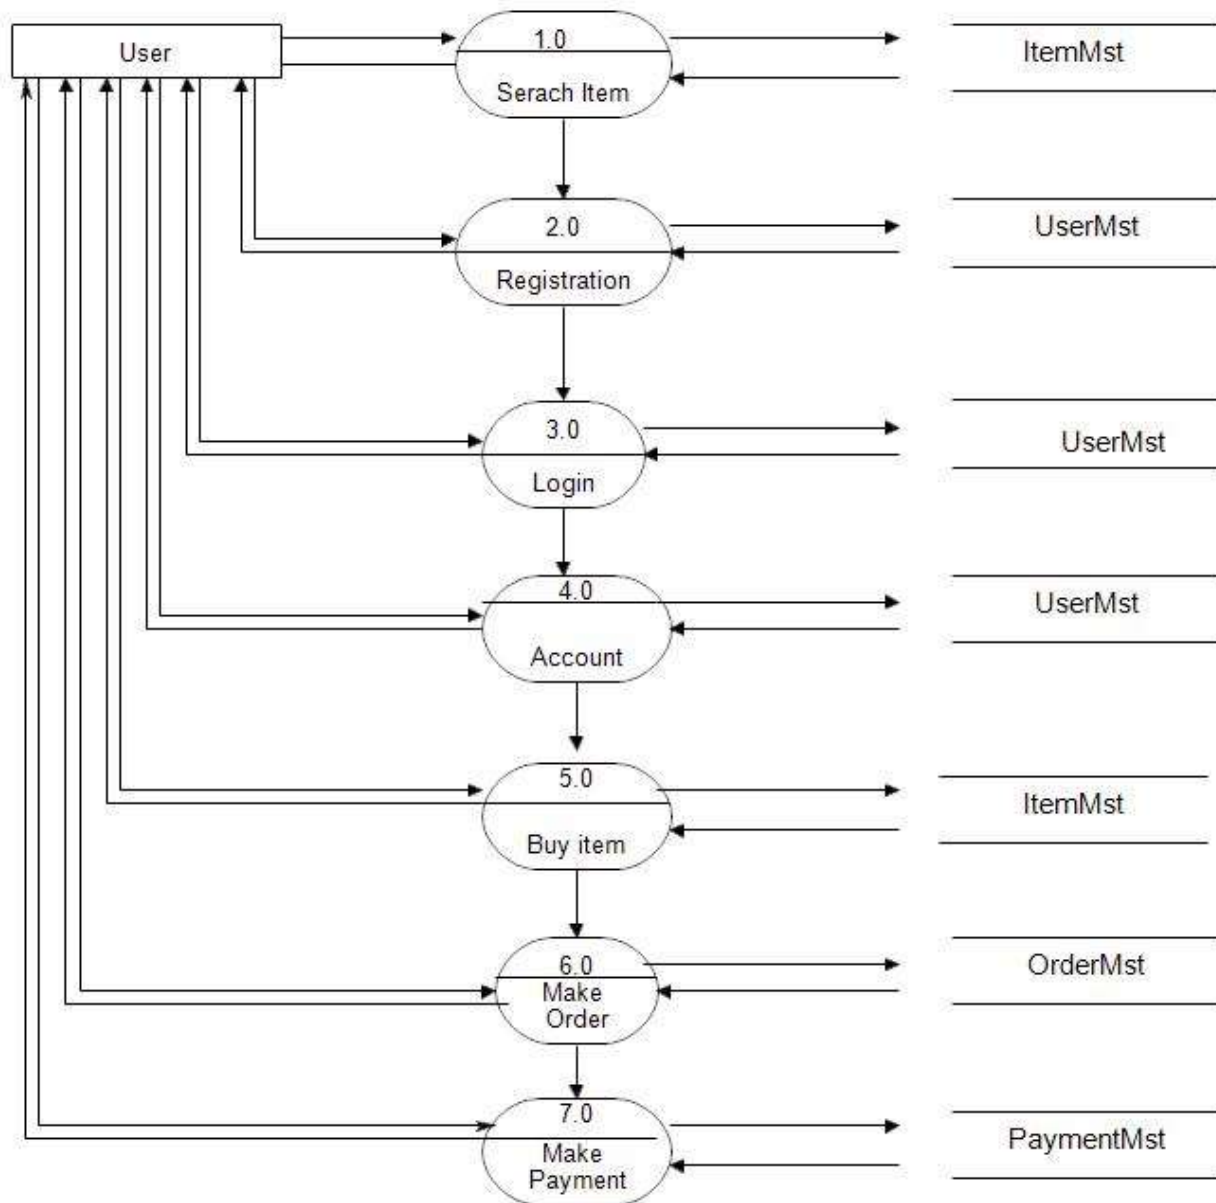 User
1.0
Serach Item
ItemMst
2.0
Registration
UserMst
3.0
Login
UserMst
4.0
Account
UserMst
5.0
Buy item
ItemMst
6.0
Make
Order
OrderMst
7.0
Make
Payment
PaymentMst